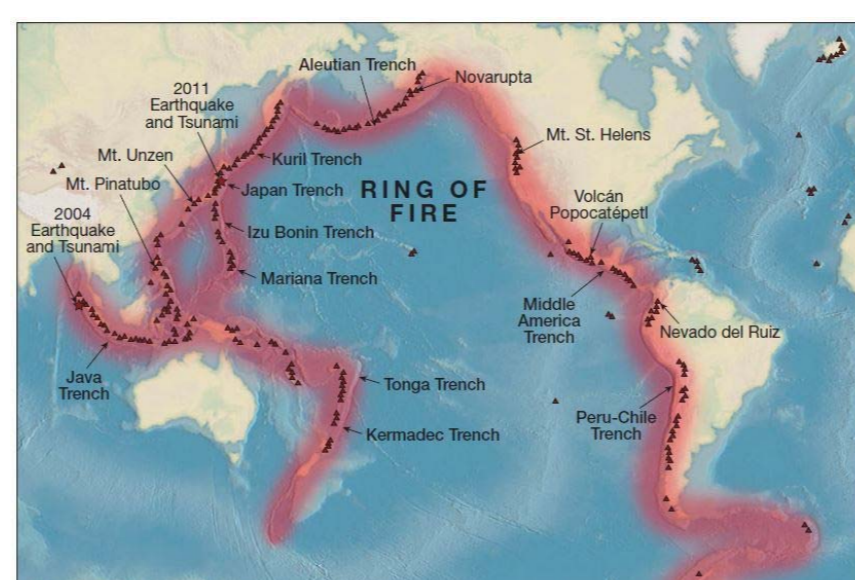 Aleutian Trench
Novarupta
2011
Earthquake
and Tsunami
Mt. St. Helens
Mt. Unzen
Kuril Trench
Mt. Pinatubo
Japan Trench
RING OF
FIRE
Volcán
Popocatépetl
2004
Earthquake
and Tsunami
Izu Bonin Trench
Mariana Trench
Middle
America
Trench
Nevado del Ruiz
Java
Trench
Tonga Trench
Peru-Chile
Trench
Kermadec Trench